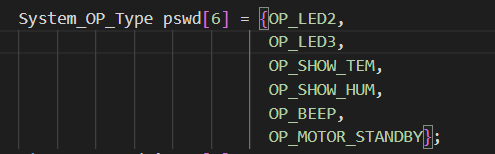 System_OP_Type pswd[6] = {OP_LED2,
OP_LED3,
OP_SHOW_TEM,
OP_SHOW_HUM,
OP_BEEP,
OP_MOTOR_STANDBY};